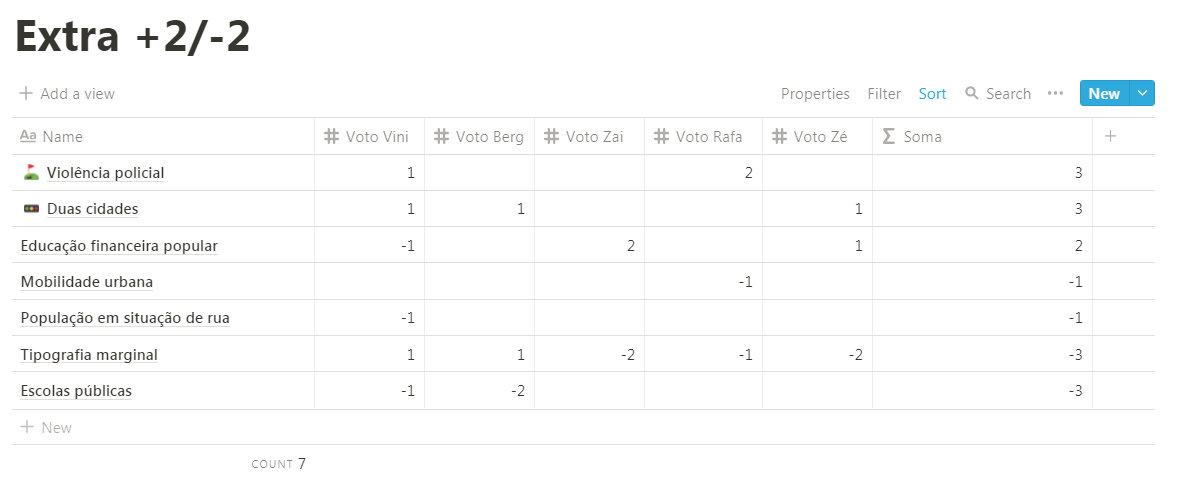 Extra +2/-2
Add a view Properties Filter Sort Search ••• New
Aa Name # Voto Vini # Voto Berg # Voto Zai # Voto Rafa # Voto Zé Σ Soma +
Violência policial 1 2 3
Duas cidades 1 1 1 3
Educação financeira popular -1 2 1 2
Mobilidade urbana -1 -1
População em situação de rua -1 -1
Tipografia marginal 1 1 -2 -1 -2 -3
Escolas públicas -1 -2 -3
+ New
COUNT 7